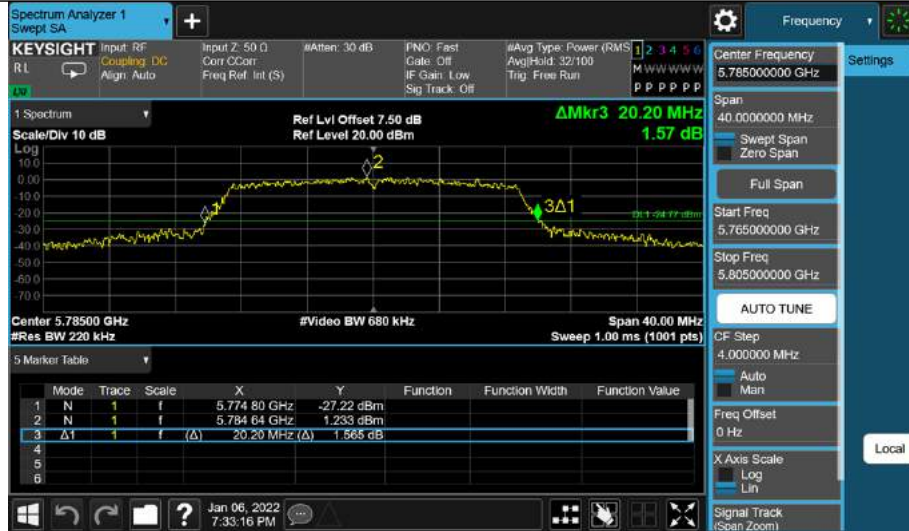 Spectrum Analyzer 1
Swept SA
+
Frequency
KEYSIGHT
RL
LXI
Input: RF
Coupling: DC
Align: Auto
Input Z: 50 Ω
Corr CCorr
Freq Ref: Int (S)
#Atten: 30 dB
PNO: Fast
Gate: Off
IF Gain: Low
Sig Track: Off
#Avg Type: Power (RMS
Avg|Hold: 32/100
Trig: Free Run
1 2 3 4 5 6
M W W W W W
P P P P P P
1 Spectrum
Scale/Div 10 dB
Log
Ref Lvl Offset 7.50 dB
Ref Level 20.00 dBm
ΔMkr3 20.20 MHz
1.57 dB
10.0
0.00
-10.0
-20.0
-30.0
-40.0
-50.0
-60.0
-70.0
1
2
3Δ1
DL1 -24.77 dBm
Center 5.78500 GHz
#Res BW 220 kHz
#Video BW 680 kHz
Span 40.00 MHz
Sweep 1.00 ms (1001 pts)
5 Marker Table
Mode Trace Scale X Y Function Function Width Function Value
1 N 1 f 5.774 80 GHz -27.22 dBm
2 N 1 f 5.784 64 GHz 1.233 dBm
3 Δ1 1 f (Δ) 20.20 MHz (Δ) 1.565 dB
4
5
6
?
Jan 06, 2022
7:33:16 PM
Center Frequency
5.785000000 GHz
Span
40.0000000 MHz
Swept Span
Zero Span
Full Span
Start Freq
5.765000000 GHz
Stop Freq
5.805000000 GHz
AUTO TUNE
CF Step
4.000000 MHz
Auto
Man
Freq Offset
0 Hz
X Axis Scale
Log
Lin
Signal Track
(Span Zoom)
Settings
Local